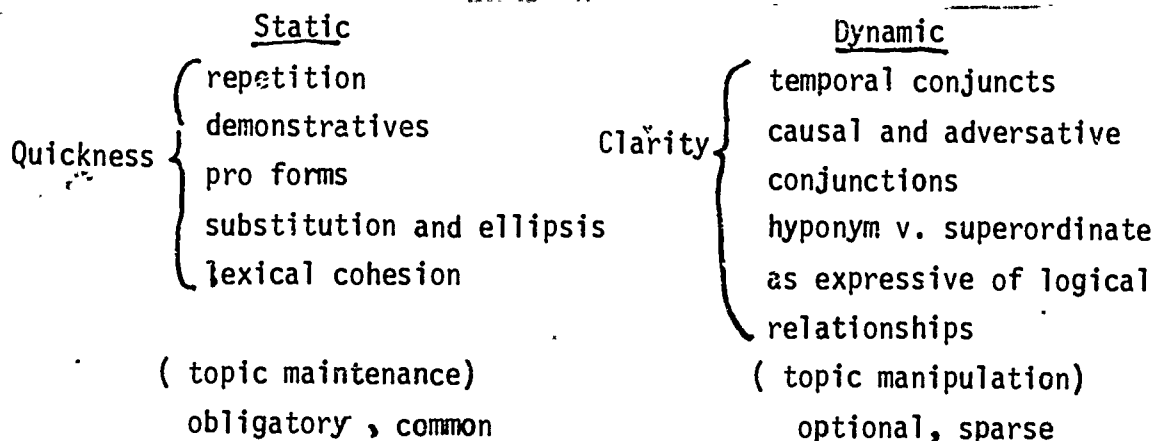 Static
Quickness
repetition
demonstratives
pro forms
substitution and ellipsis
lexical cohesion
( topic maintenance)
obligatory , common
Dynamic
Clarity
temporal conjuncts
causal and adversative
conjunctions
hyponym v. superordinate
as expressive of logical
relationships
( topic manipulation)
optional, sparse